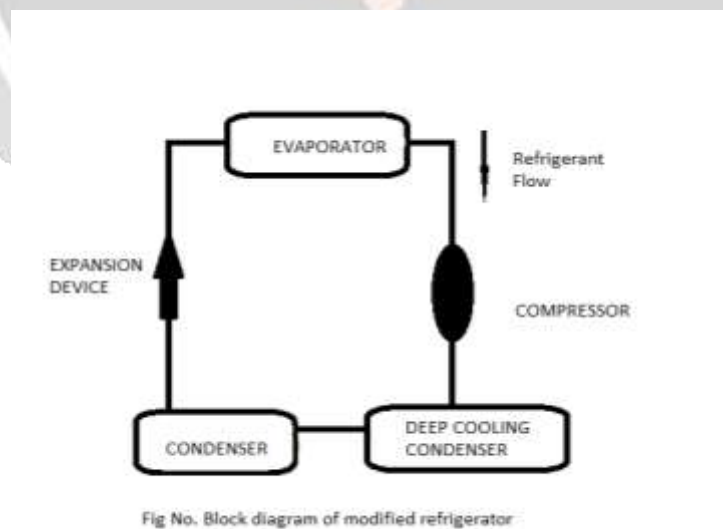 EVAPORATOR
Refrigerant
Flow
EXPANSION
DEVICE
COMPRESSOR
CONDENSER
DEEP COOLING
CONDENSER
Fig No. Block diagram of modified refrigerator